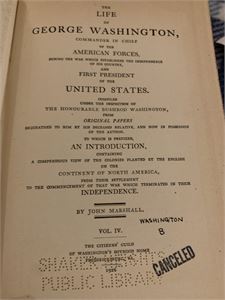 THE
LIFE
OF
GEORGE WASHINGTON,
COMMANDER IN CHIEF
OF THE
AMERICAN FORCES,
DURING THE WAR WHICH ESTABLISHED THE INDEPENDENCE
OF HIS COUNTRY,
AND
FIRST PRESIDENT
OF THE
UNITED STATES.
COMPILED
UNDER THE INSPECTION OF
THE HONOURABLE BUSHROD WASHINGTON,
FROM
ORIGINAL PAPERS
BEQUEATHED TO HIM BY HIS DECEASED RELATIVE, AND NOW IN POSSESSION
OF THE AUTHOR.
TO WHICH IS PREFIXED,
AN INTRODUCTION,
CONTAINING
A COMPENDIOUS VIEW OF THE COLONIES PLANTED BY THE ENGLISH
ON THE
CONTINENT OF NORTH AMERICA,
FROM THEIR SETTLEMENT
TO THE COMMENCEMENT OF THAT WAR WHICH TERMINATED IN THEIR
INDEPENDENCE.
BY JOHN MARSHALL.
WASHINGTON
VOL. IV.
B
THE CITIZENS' GUILD
OF WASHINGTON'S BOYHOOD HOME
FREDERICKSBURG, VA.
1926
PUBLIC LIBRARY
CANCELED